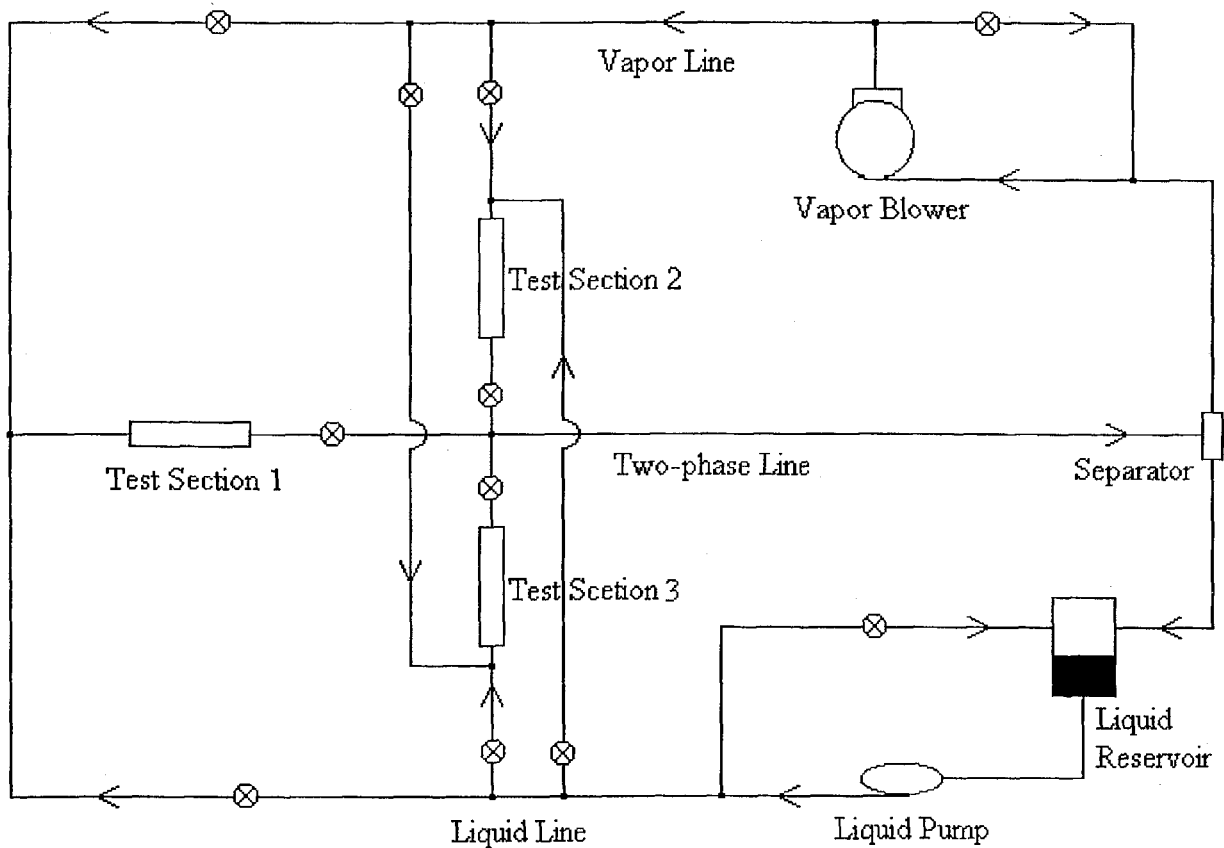 Vapor Line
Vapor Blower
Test Section 2
Test Section 1
Two-phase Line
Separator
Test Scetion 3
Liquid
Reservoir
Liquid Line
Liquid Pump